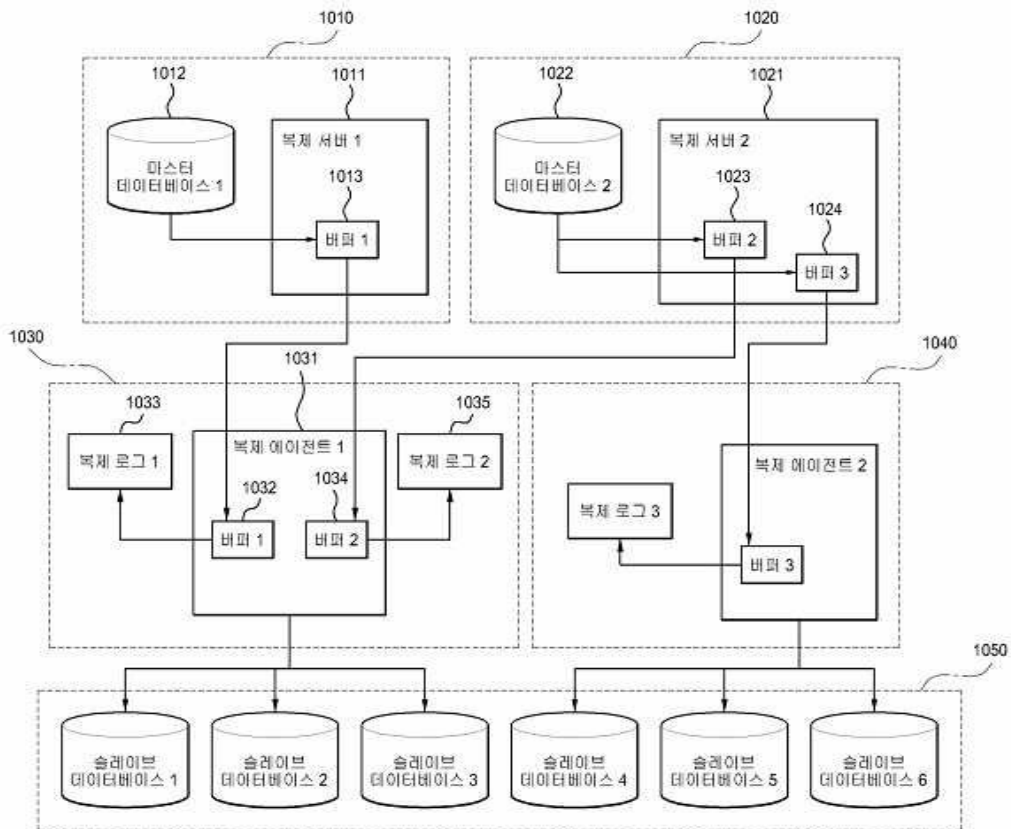 1010
1020
1012
1011
1022
1021
복제 서버 1
복제 서버 2
마스터
데이터베이스 1
1013
버퍼 1
마스터
데이터베이스 2
1023
버퍼 2
1024
버퍼 3
1030
1031
1040
1033
1035
복제 로그 1
복제 에이전트 1
복제 로그 2
복제 에이전트 2
1032
1034
버퍼 1
버퍼 2
복제 로그 3
버퍼 3
1050
슬레이브
데이터베이스 1
슬레이브
데이터베이스 2
슬레이브
데이터베이스 3
슬레이브
데이터베이스 4
슬레이브
데이터베이스 5
슬레이브
데이터베이스 6